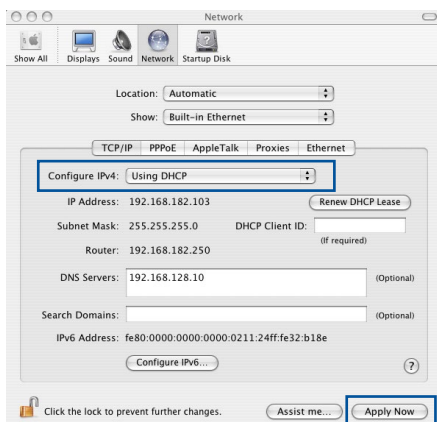 Network
Show All Displays Sound Network Startup Disk
Location: Automatic
Show: Built-in Ethernet
TCP/IP PPPoE AppleTalk Proxies Ethernet
Configure IPv4: Using DHCP
IP Address: 192.168.182.103 Renew DHCP Lease
Subnet Mask: 255.255.255.0 DHCP Client ID:
(If required)
Router: 192.168.182.250
DNS Servers: 192.168.128.10 (Optional)
Search Domains: (Optional)
IPv6 Address: fe80:0000:0000:0000:0211:24ff:fe32:b18e
Configure IPv6... ?
Click the lock to prevent further changes. Assist me... Apply Now